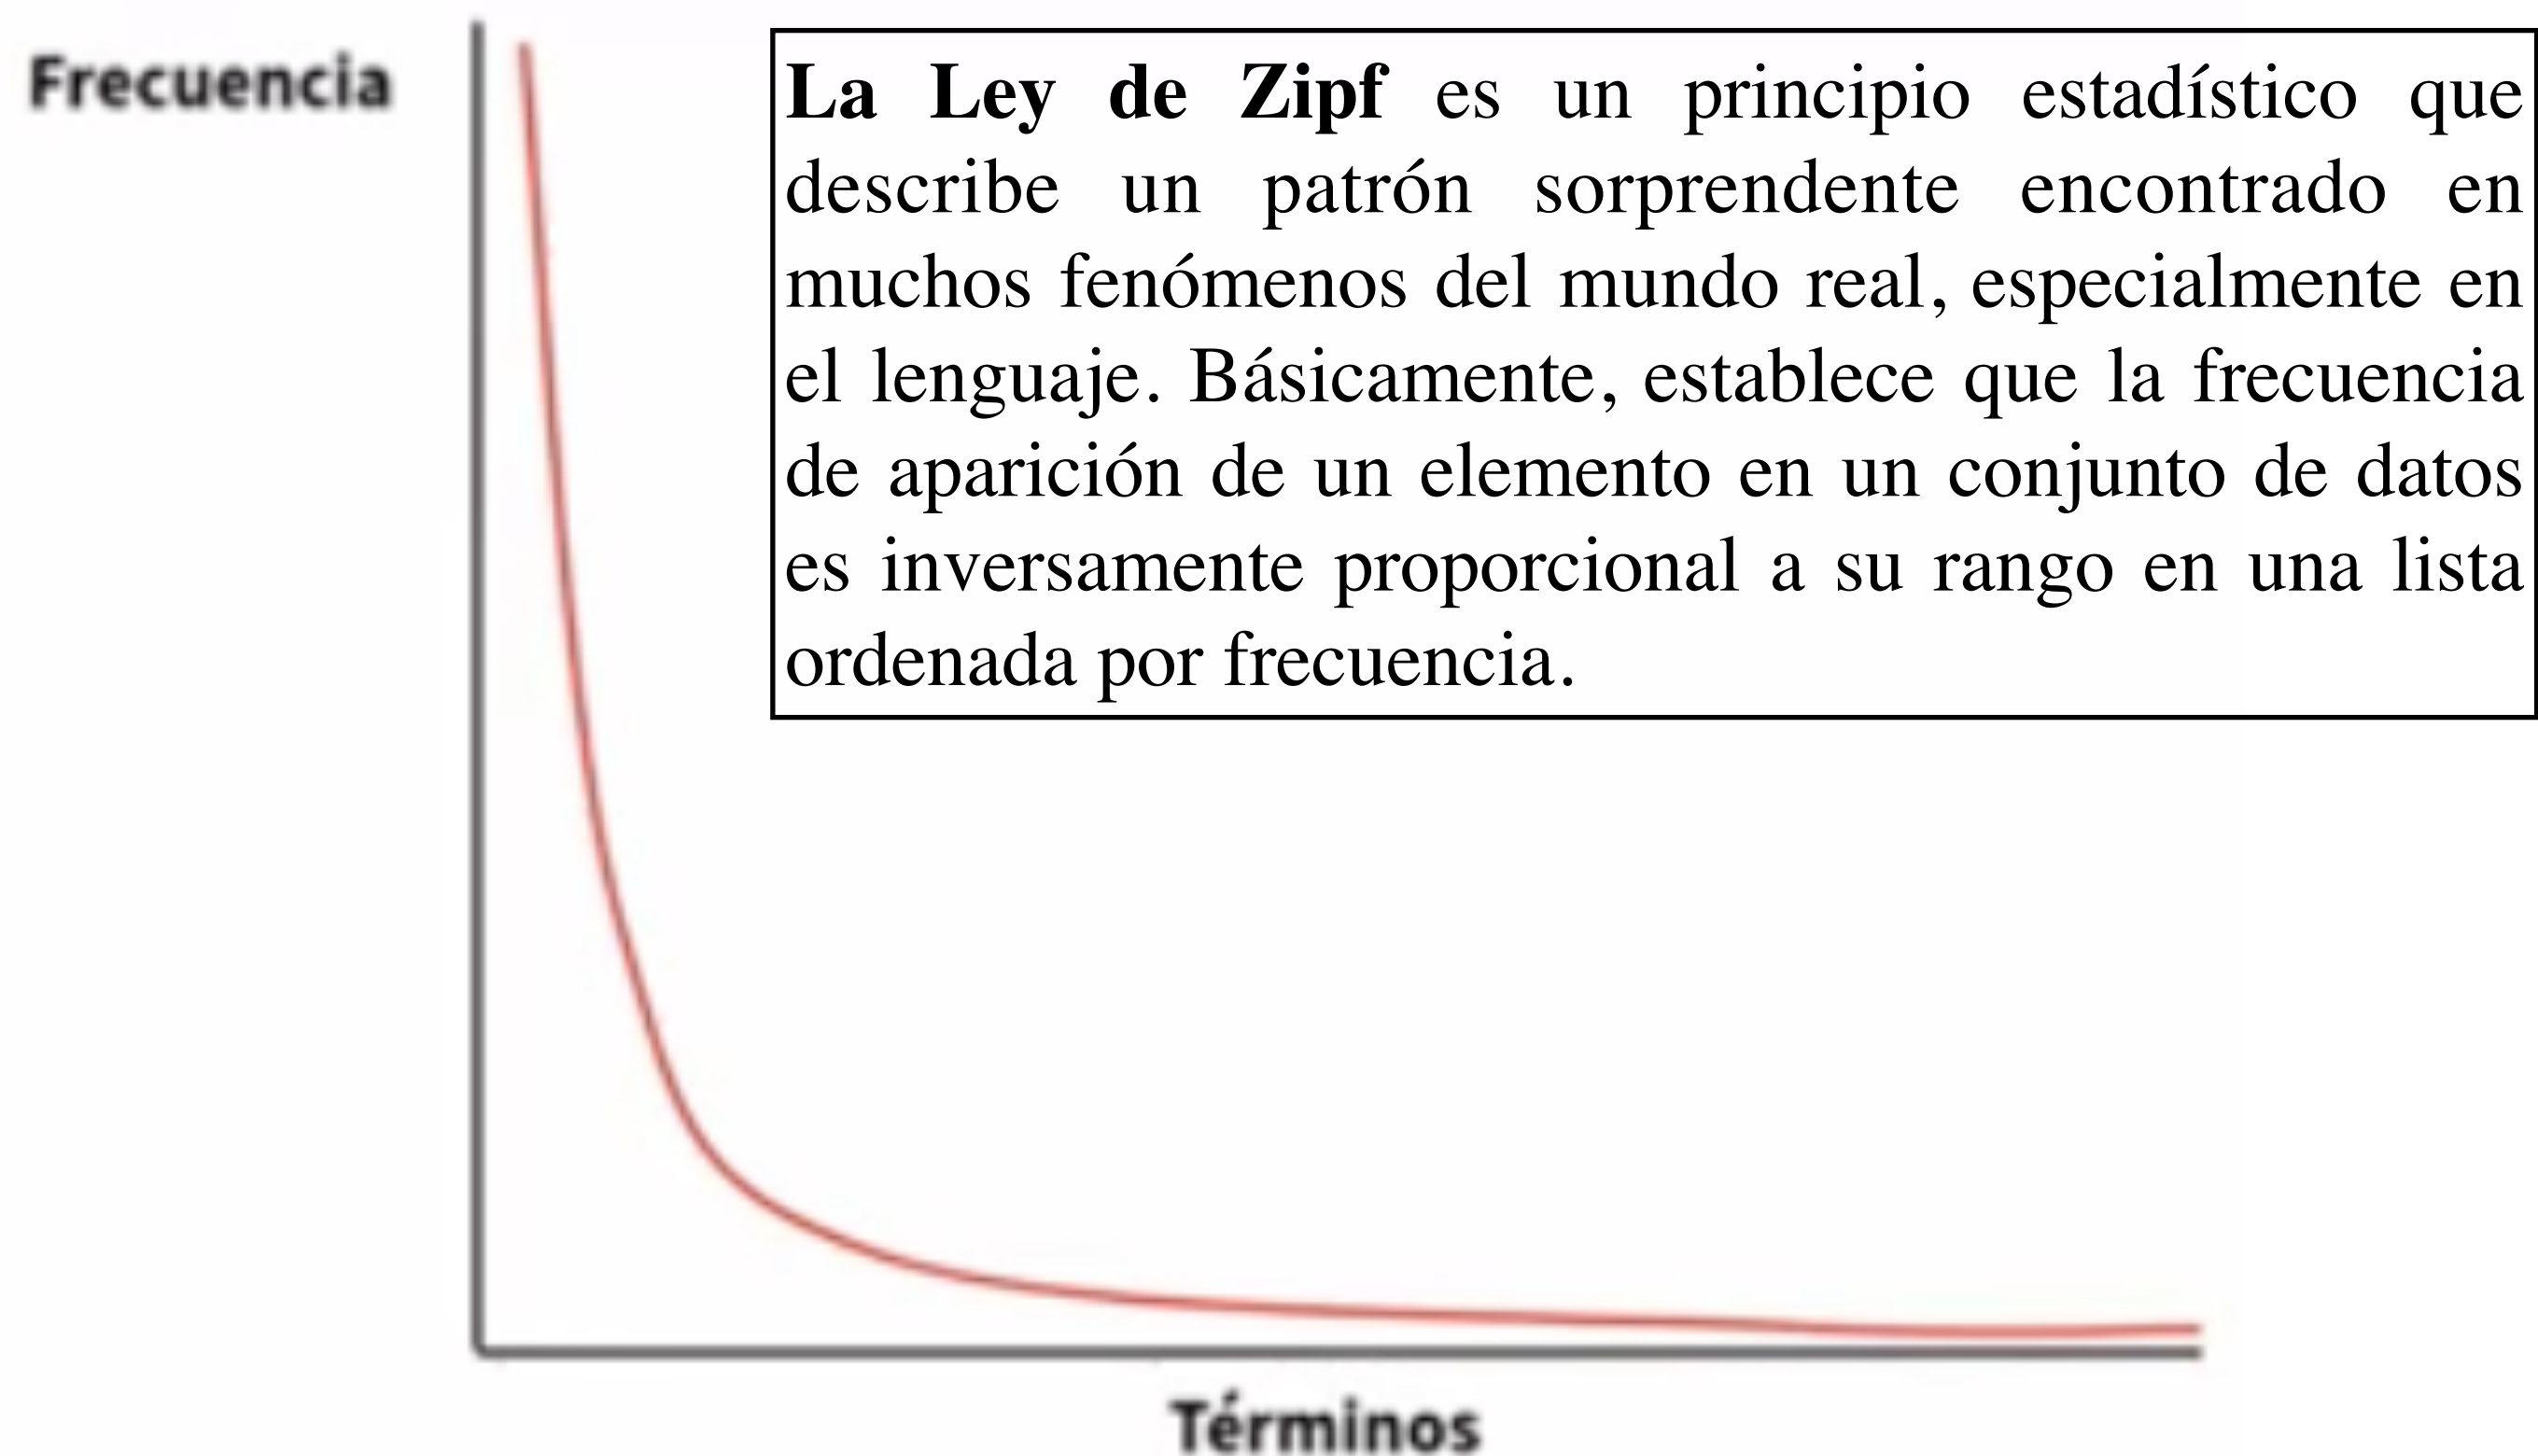 Frecuencia
La Ley de Zipf es un principio estadístico que
describe un patrón sorprendente encontrado en
muchos fenómenos del mundo real, especialmente en
el lenguaje. Básicamente, establece que la frecuencia
de aparición de un elemento en un conjunto de datos
es inversamente proporcional a su rango en una lista
ordenada por frecuencia.
Términos